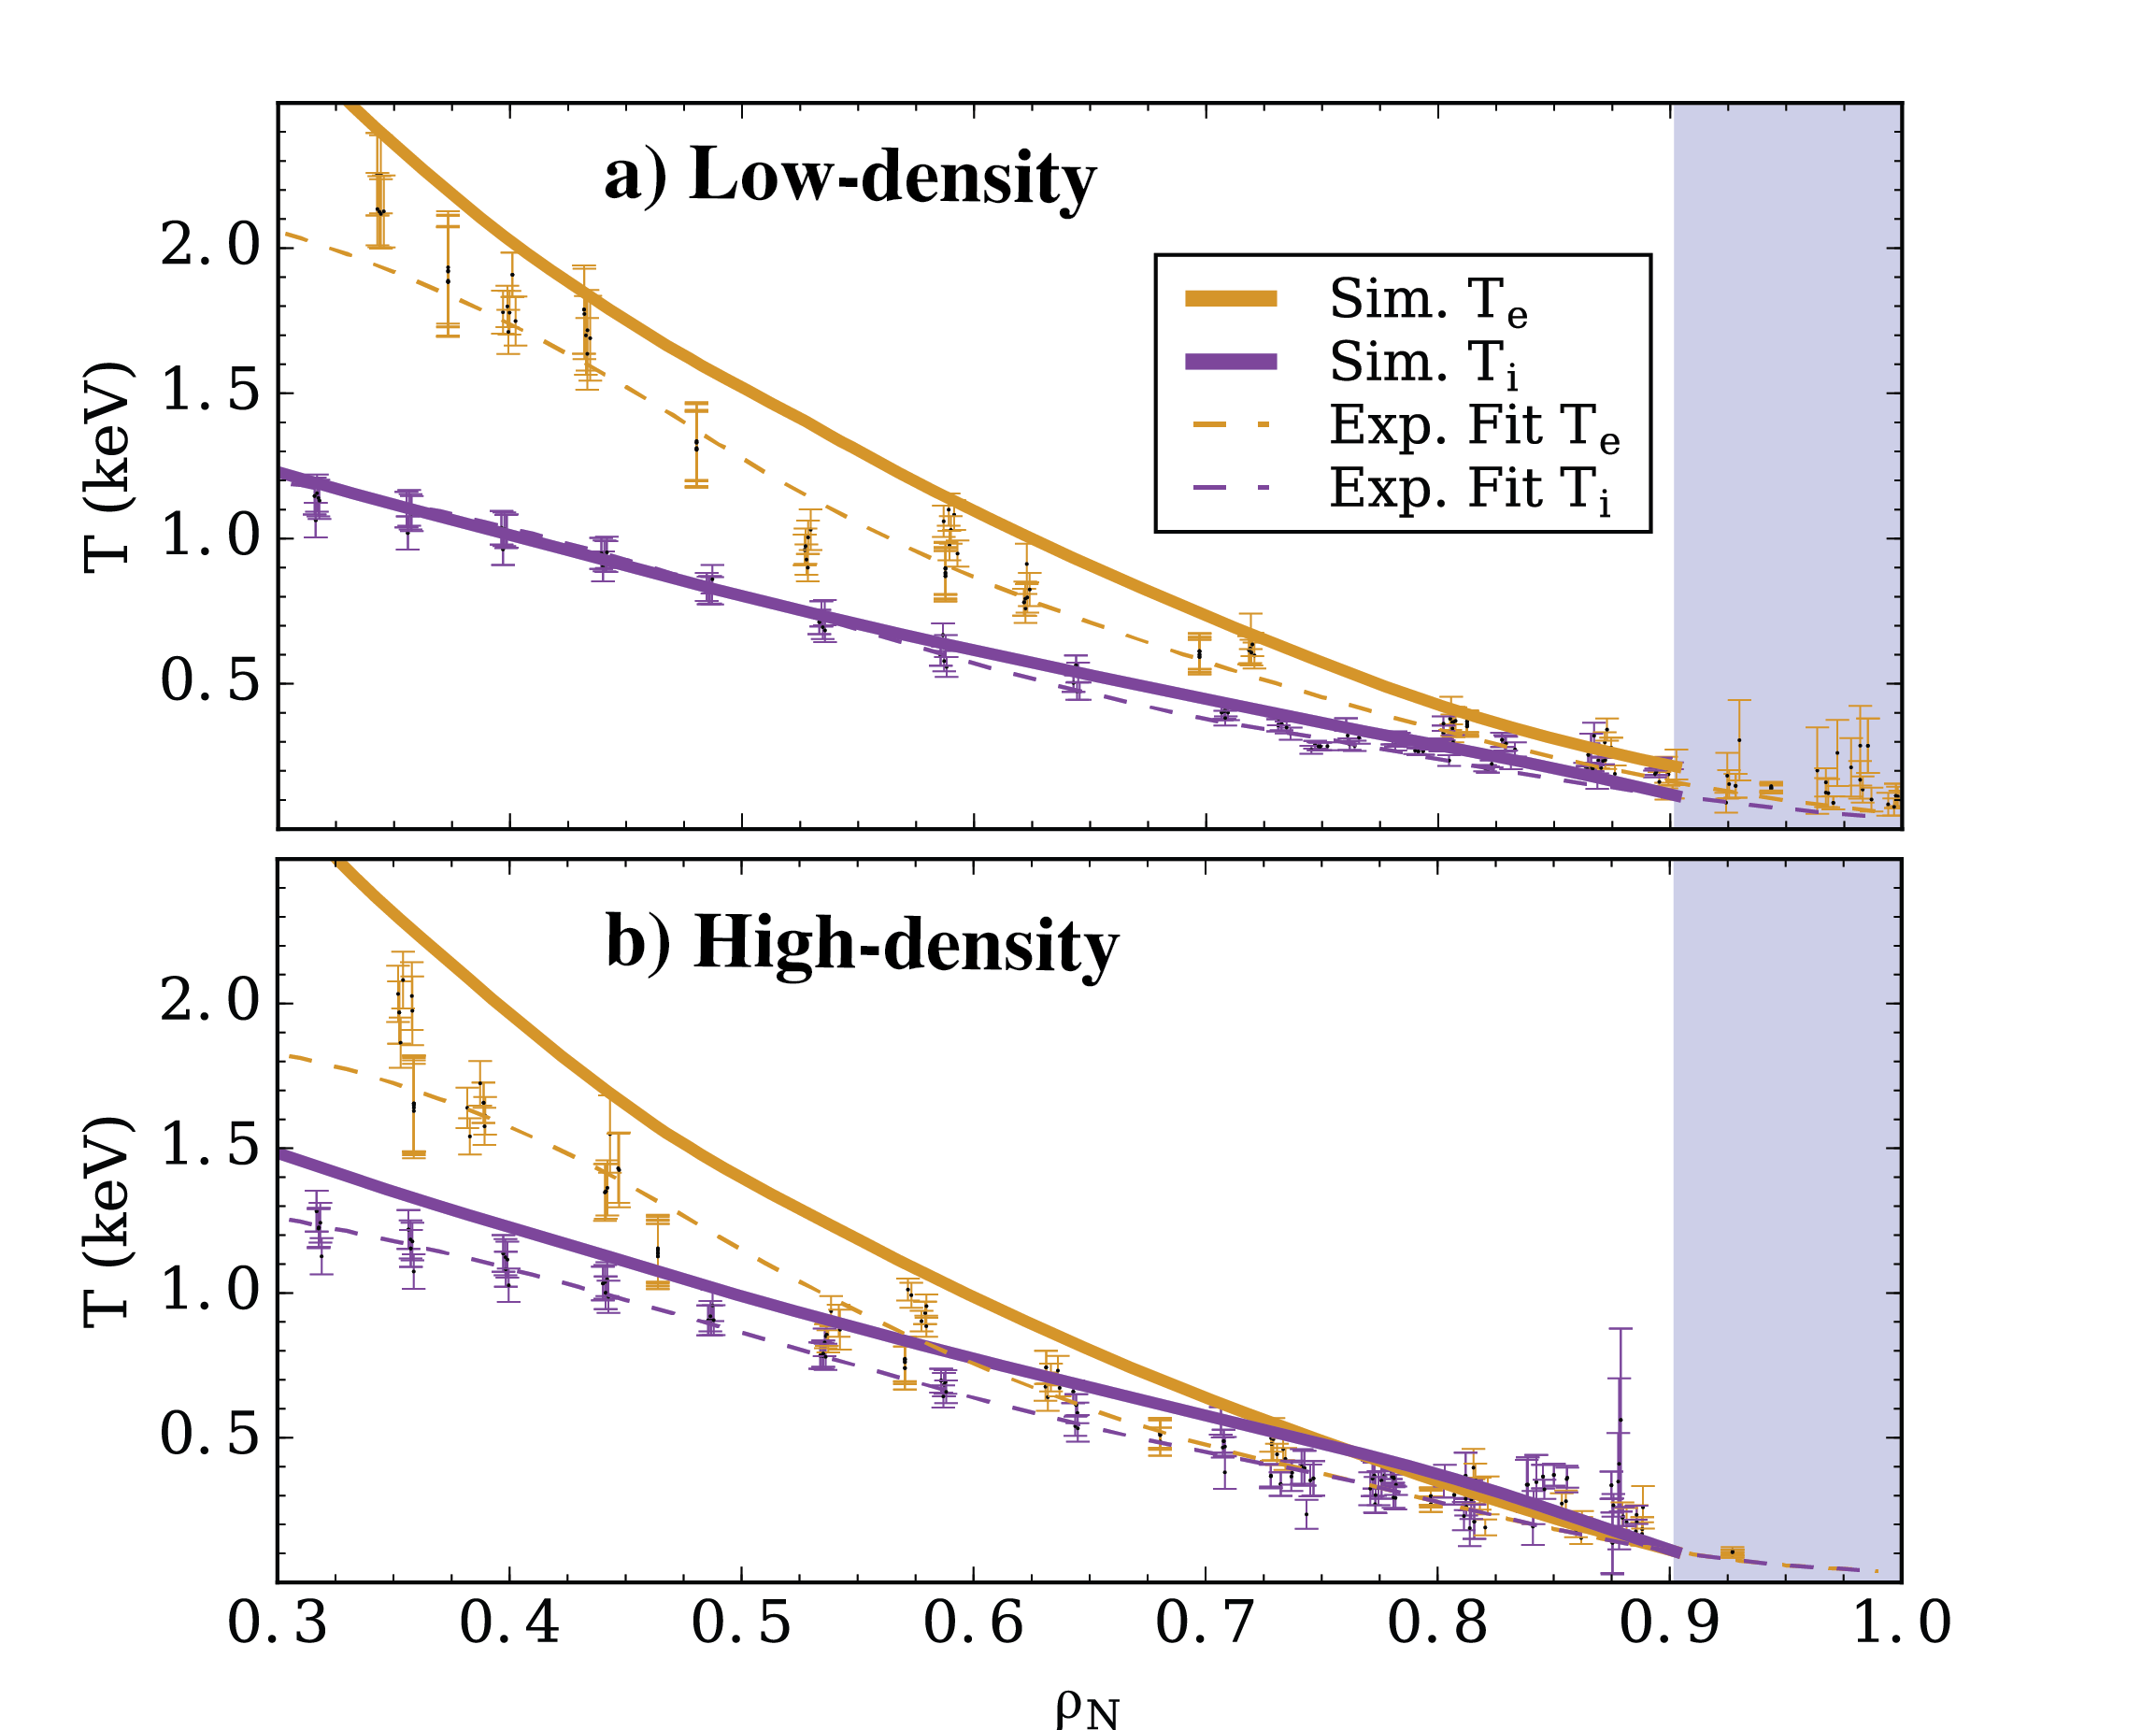 a) Low-density
2.0
1.5
1.0
0.5
T (keV)
Sim. Te
Sim. Ti
Exp. Fit Te
Exp. Fit Ti
b) High-density
2.0
1.5
1.0
0.5
T (keV)
0.3 0.4 0.5 0.6 0.7 0.8 0.9 1.0
ρN